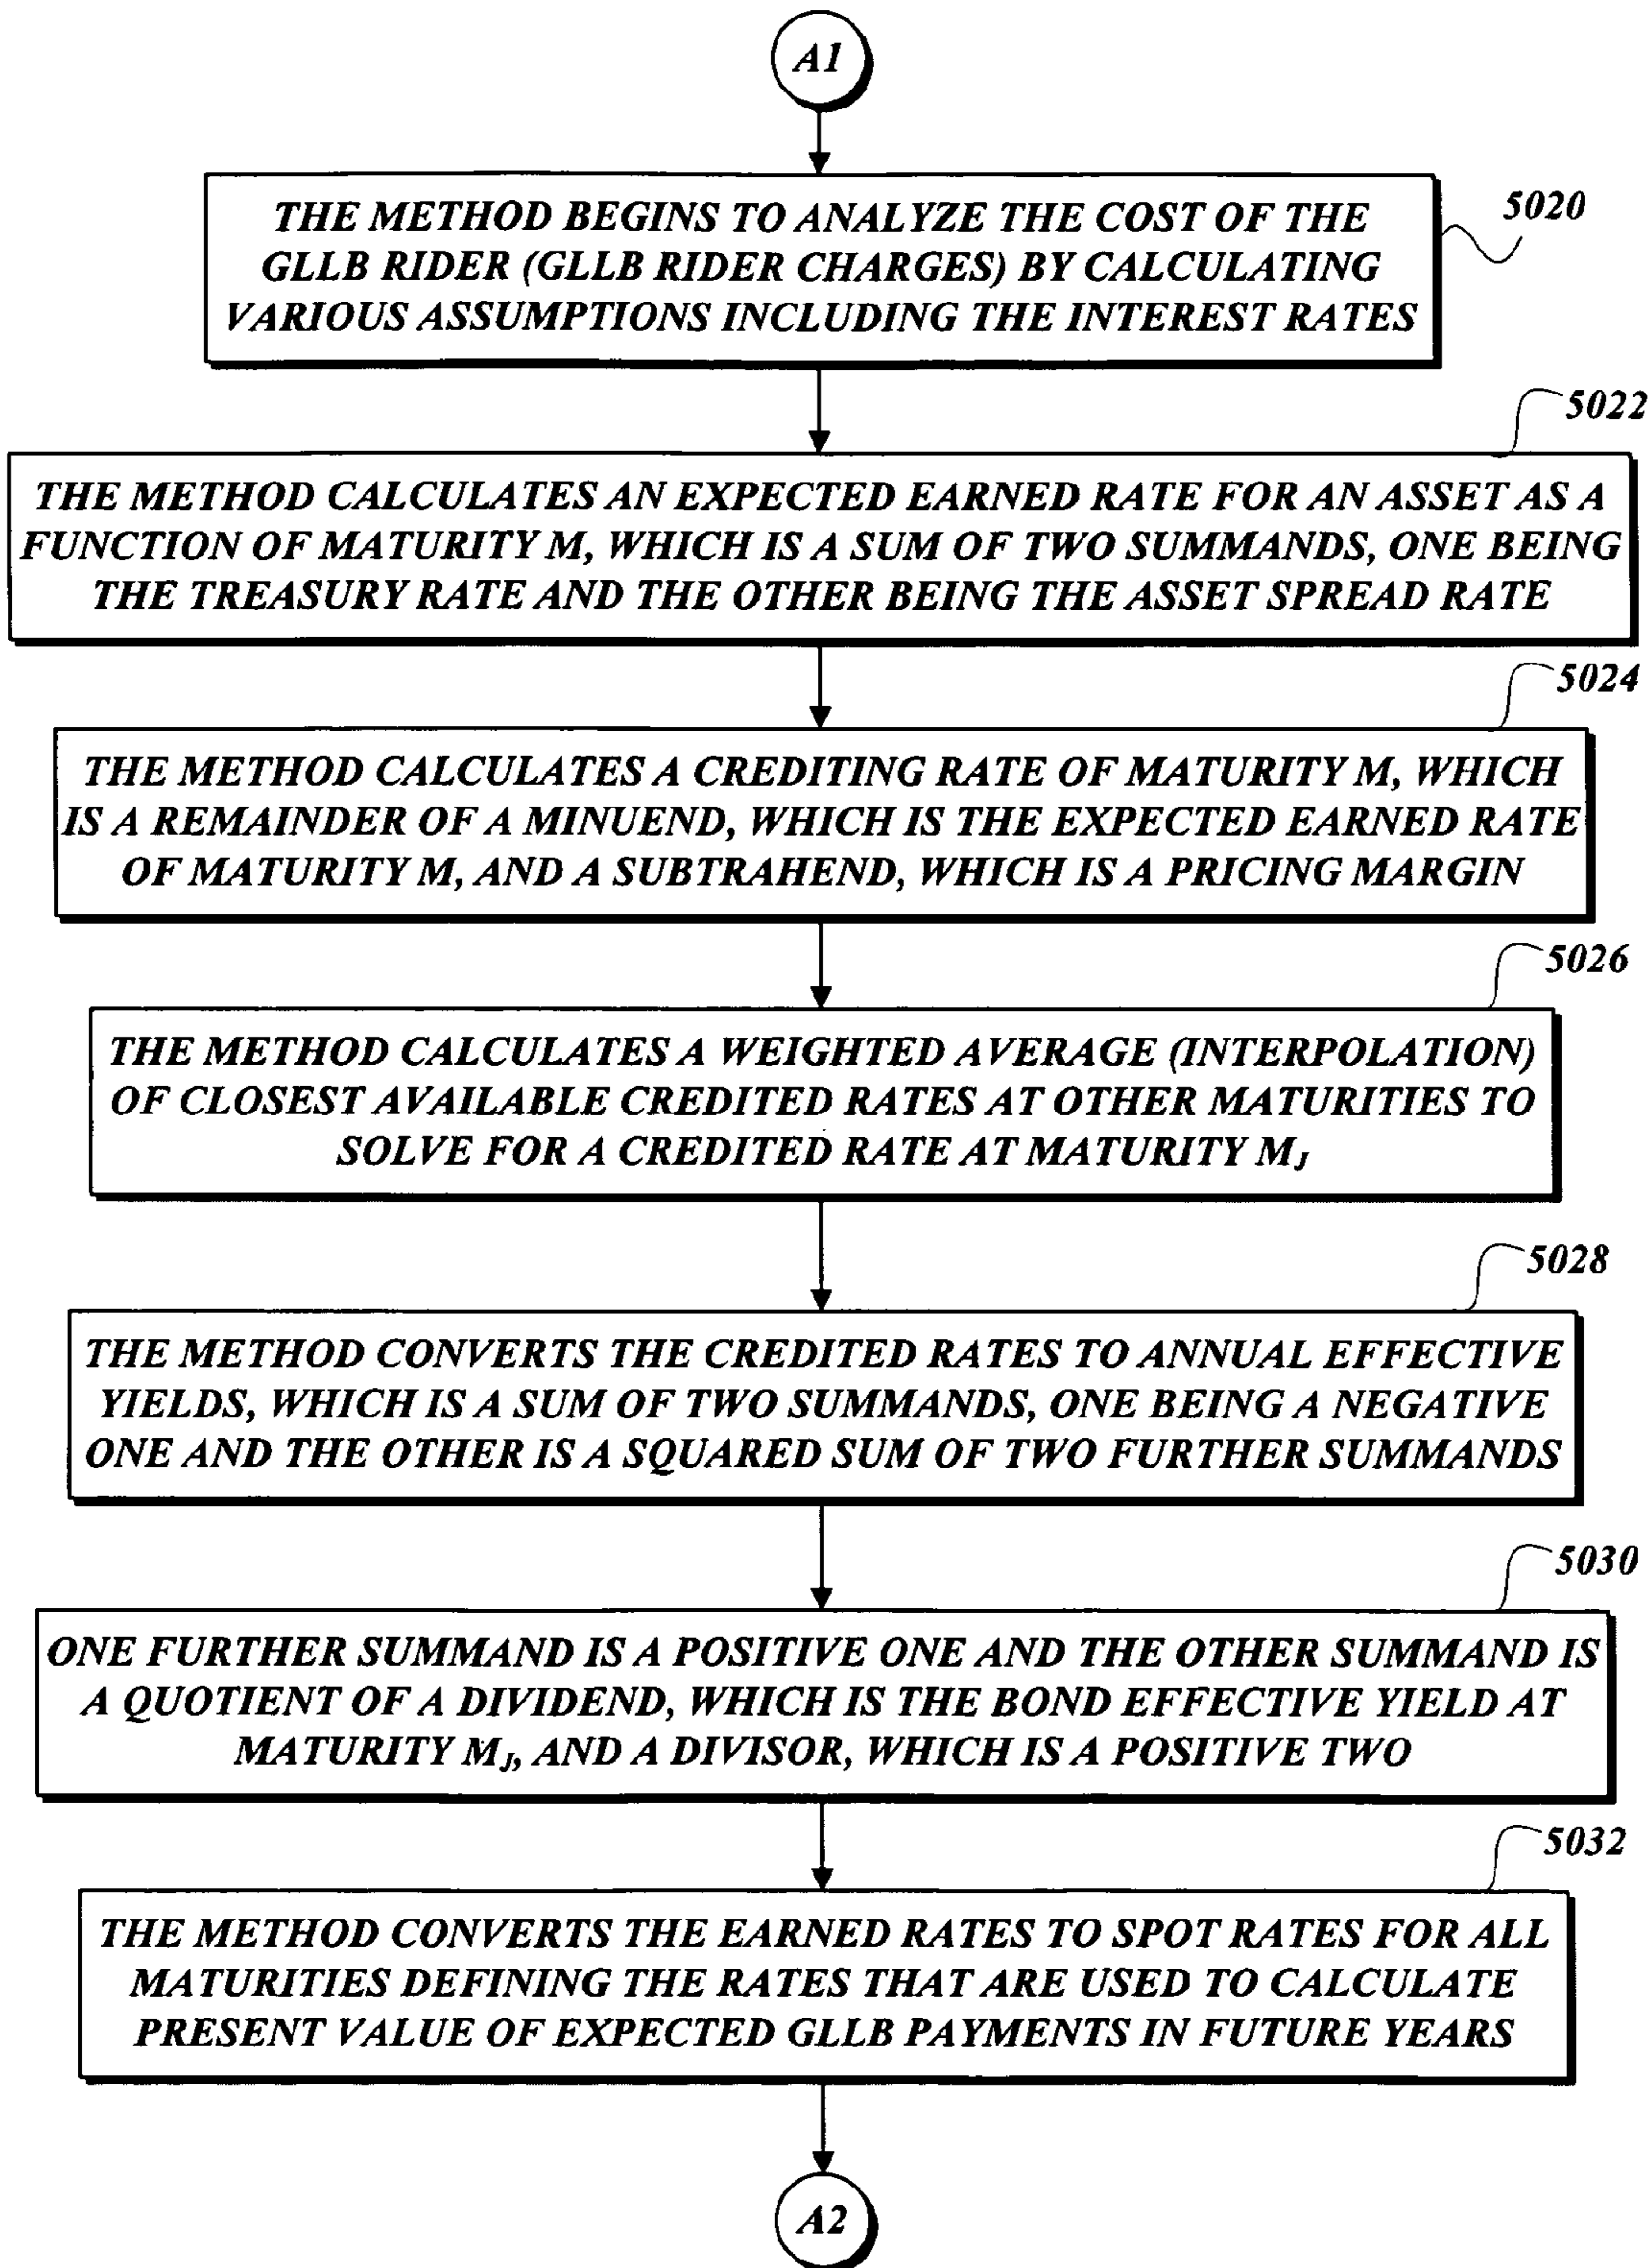 A1
THE METHOD BEGINS TO ANALYZE THE COST OF THE
GLLB RIDER (GLLB RIDER CHARGES) BY CALCULATING
VARIOUS ASSUMPTIONS INCLUDING THE INTEREST RATES
5020
5022
THE METHOD CALCULATES AN EXPECTED EARNED RATE FOR AN ASSET AS A
FUNCTION OF MATURITY M, WHICH IS A SUM OF TWO SUMMANDS, ONE BEING
THE TREASURY RATE AND THE OTHER BEING THE ASSET SPREAD RATE
5024
THE METHOD CALCULATES A CREDITING RATE OF MATURITY M, WHICH
IS A REMAINDER OF A MINUEND, WHICH IS THE EXPECTED EARNED RATE
OF MATURITY M, AND A SUBTRAHEND, WHICH IS A PRICING MARGIN
5026
THE METHOD CALCULATES A WEIGHTED AVERAGE (INTERPOLATION)
OF CLOSEST AVAILABLE CREDITED RATES AT OTHER MATURITIES TO
SOLVE FOR A CREDITED RATE AT MATURITY MJ
5028
THE METHOD CONVERTS THE CREDITED RATES TO ANNUAL EFFECTIVE
YIELDS, WHICH IS A SUM OF TWO SUMMANDS, ONE BEING A NEGATIVE
ONE AND THE OTHER IS A SQUARED SUM OF TWO FURTHER SUMMANDS
5030
ONE FURTHER SUMMAND IS A POSITIVE ONE AND THE OTHER SUMMAND IS
A QUOTIENT OF A DIVIDEND, WHICH IS THE BOND EFFECTIVE YIELD AT
MATURITY MJ, AND A DIVISOR, WHICH IS A POSITIVE TWO
5032
THE METHOD CONVERTS THE EARNED RATES TO SPOT RATES FOR ALL
MATURITIES DEFINING THE RATES THAT ARE USED TO CALCULATE
PRESENT VALUE OF EXPECTED GLLB PAYMENTS IN FUTURE YEARS
A2